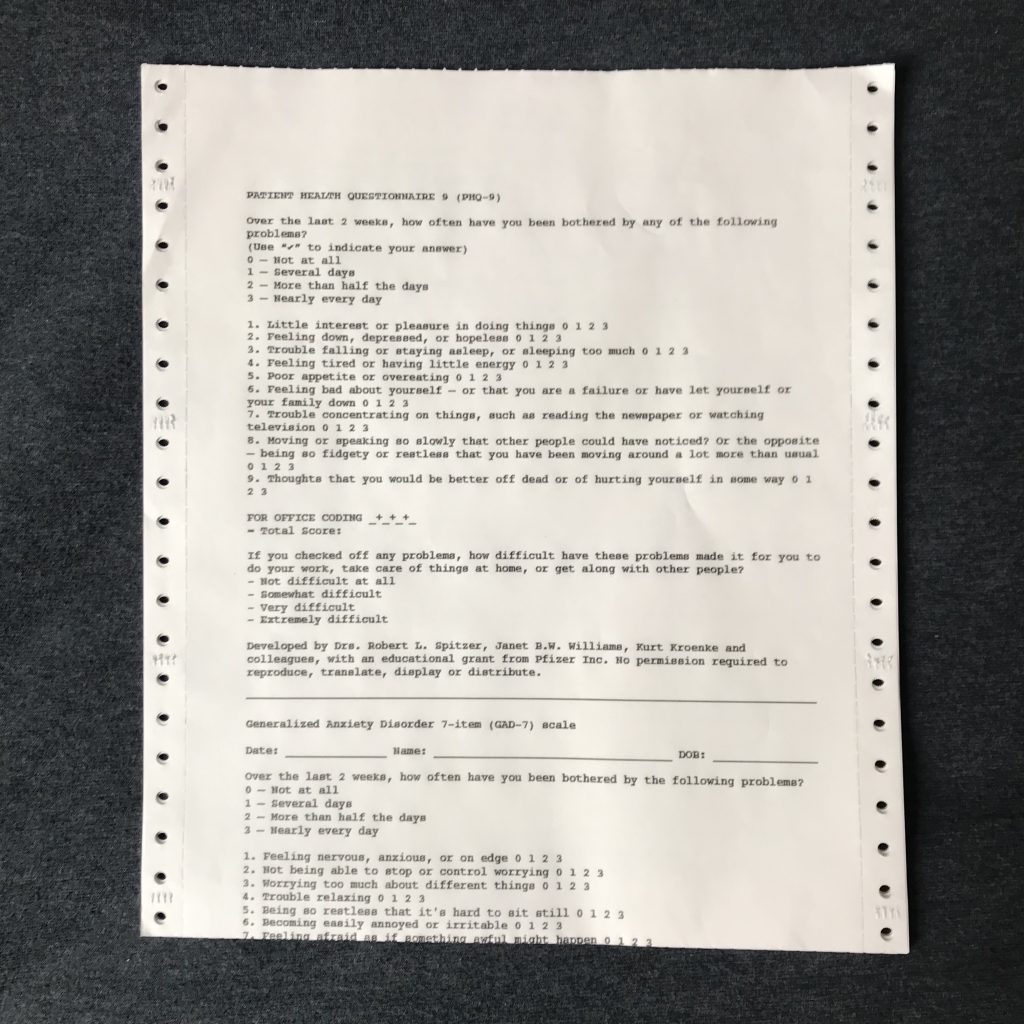 PATIENT HEALTH QUESTIONNAIRE 9 (PHQ-9)
Over the last 2 weeks, how often have you been bothered by any of the following
problems?
(Use "✔" to indicate your answer)
0 — Not at all
1 — Several days
2 — More than half the days
3 — Nearly every day
1. Little interest or pleasure in doing things 0 1 2 3
2. Feeling down, depressed, or hopeless 0 1 2 3
3. Trouble falling or staying asleep, or sleeping too much 0 1 2 3
4. Feeling tired or having little energy 0 1 2 3
5. Poor appetite or overeating 0 1 2 3
6. Feeling bad about yourself — or that you are a failure or have let yourself or
your family down 0 1 2 3
7. Trouble concentrating on things, such as reading the newspaper or watching
television 0 1 2 3
8. Moving or speaking so slowly that other people could have noticed? Or the opposite
— being so fidgety or restless that you have been moving around a lot more than usual
0 1 2 3
9. Thoughts that you would be better off dead or of hurting yourself in some way 0 1
2 3
FOR OFFICE CODING _+_+_+_
= Total Score:
If you checked off any problems, how difficult have these problems made it for you to
do your work, take care of things at home, or get along with other people?
- Not difficult at all
- Somewhat difficult
- Very difficult
- Extremely difficult
Developed by Drs. Robert L. Spitzer, Janet B.W. Williams, Kurt Kroenke and
colleagues, with an educational grant from Pfizer Inc. No permission required to
reproduce, translate, display or distribute.
Generalized Anxiety Disorder 7-item (GAD-7) scale
Date: ____________ Name: ____________________________ DOB: ____________
Over the last 2 weeks, how often have you been bothered by the following problems?
0 — Not at all
1 — Several days
2 — More than half the days
3 — Nearly every day
1. Feeling nervous, anxious, or on edge 0 1 2 3
2. Not being able to stop or control worrying 0 1 2 3
3. Worrying too much about different things 0 1 2 3
4. Trouble relaxing 0 1 2 3
5. Being so restless that it's hard to sit still 0 1 2 3
6. Becoming easily annoyed or irritable 0 1 2 3
7. Feeling afraid as if something awful might happen 0 1 2 3